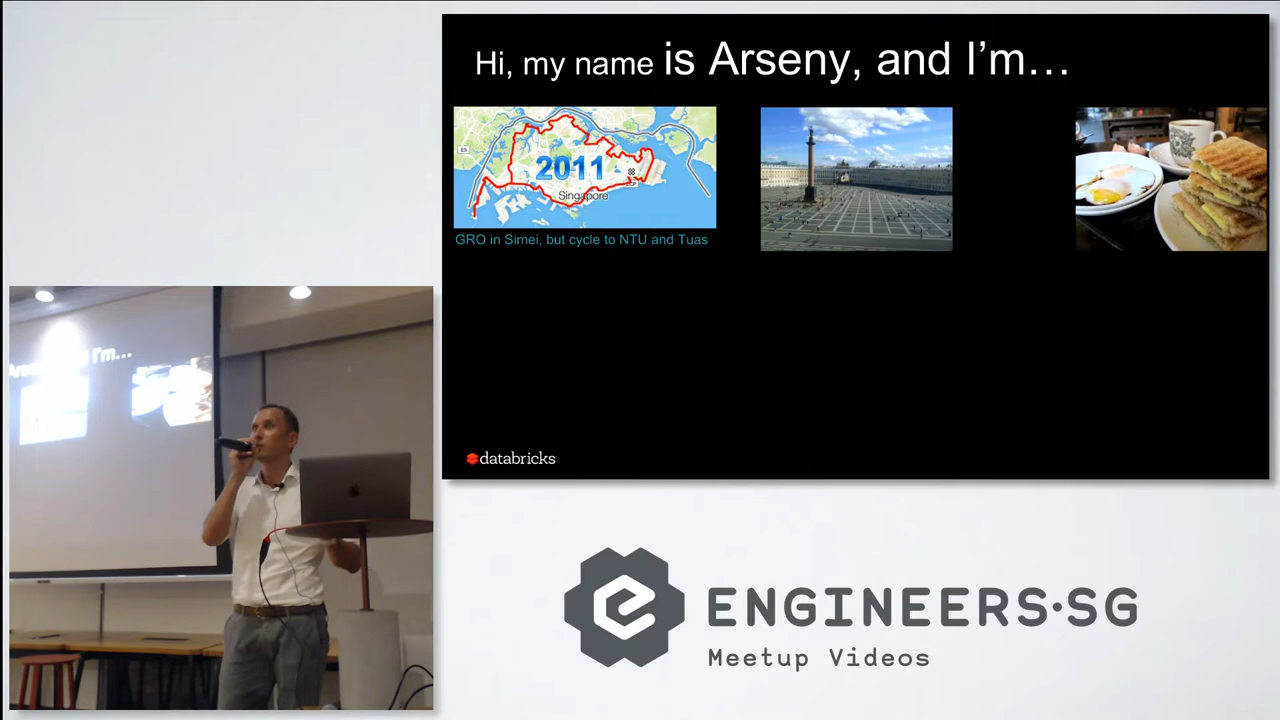 Hi, my name is Arseny, and I'm...
2011
Singapore
GRO in Simei, but cycle to NTU and Tuas
databricks
I'm...
ENGINEERS·SG
Meetup Videos